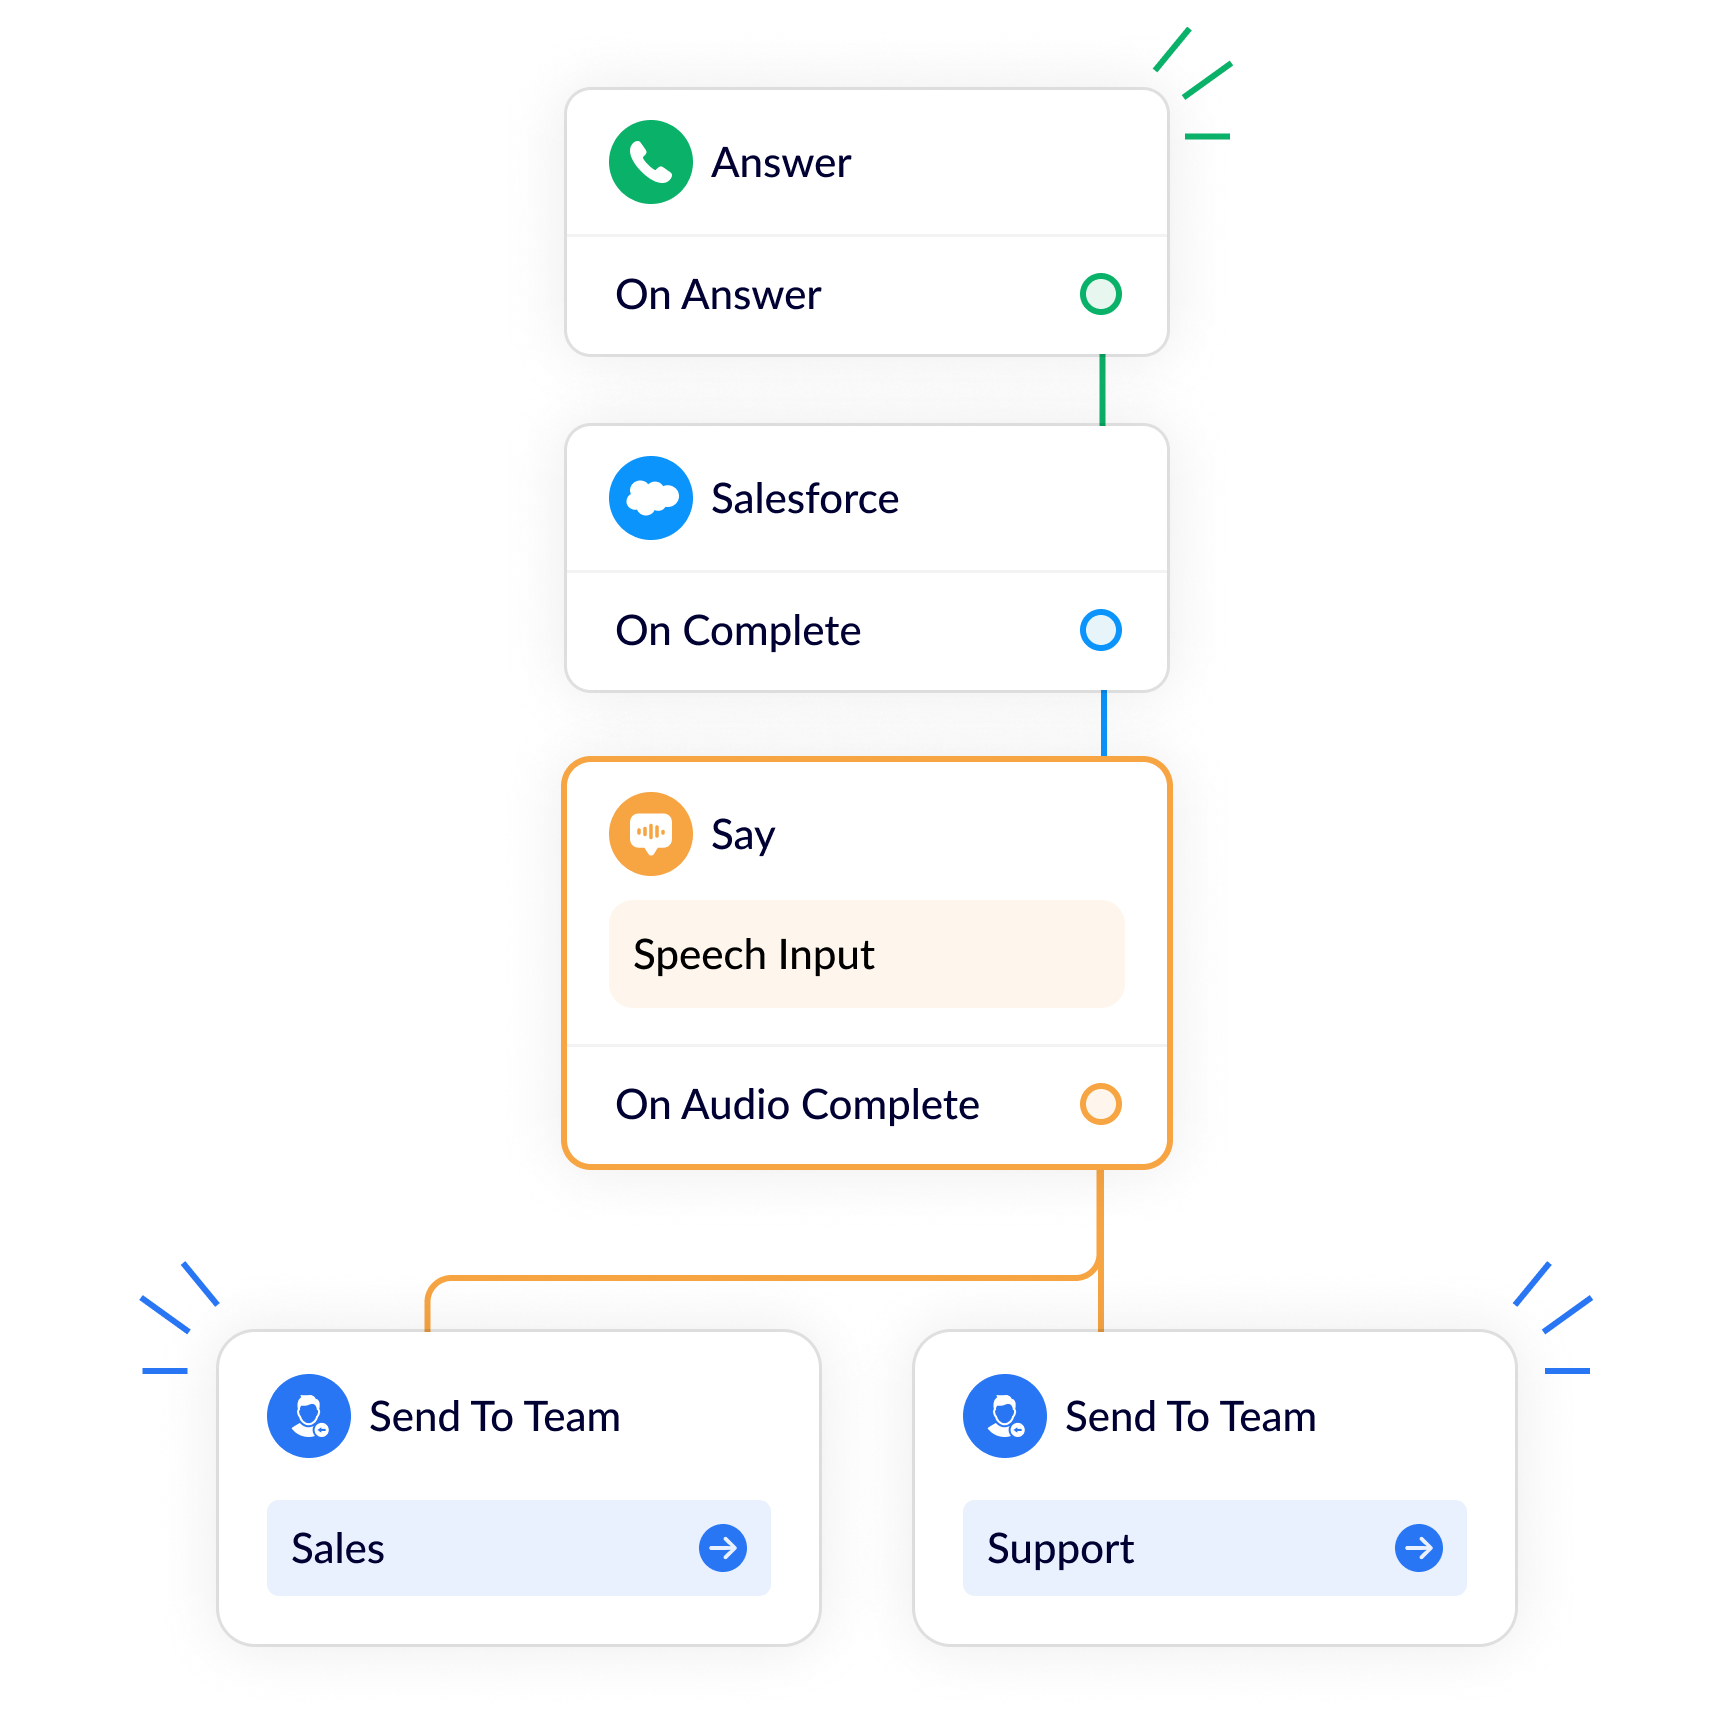 Answer
On Answer
Salesforce
On Complete
Say
Speech Input
On Audio Complete
Send To Team
Sales
Send To Team
Support